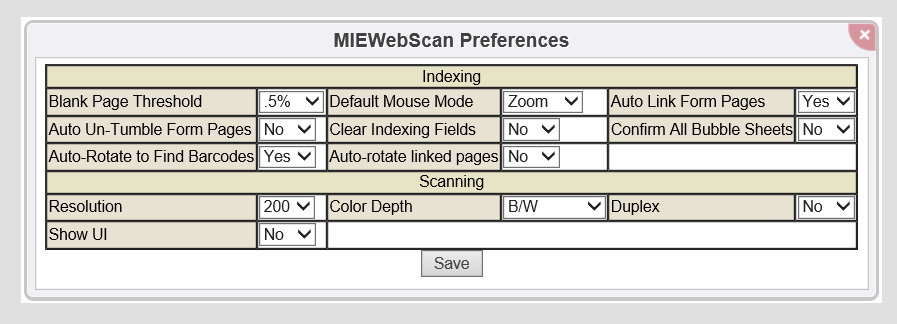 MIEWebScan Preferences
Indexing
Blank Page Threshold .5% Default Mouse Mode Zoom Auto Link Form Pages Yes
Auto Un-Tumble Form Pages No Clear Indexing Fields No Confirm All Bubble Sheets No
Auto-Rotate to Find Barcodes Yes Auto-rotate linked pages No
Scanning
Resolution 200 Color Depth B/W Duplex No
Show UI No
Save